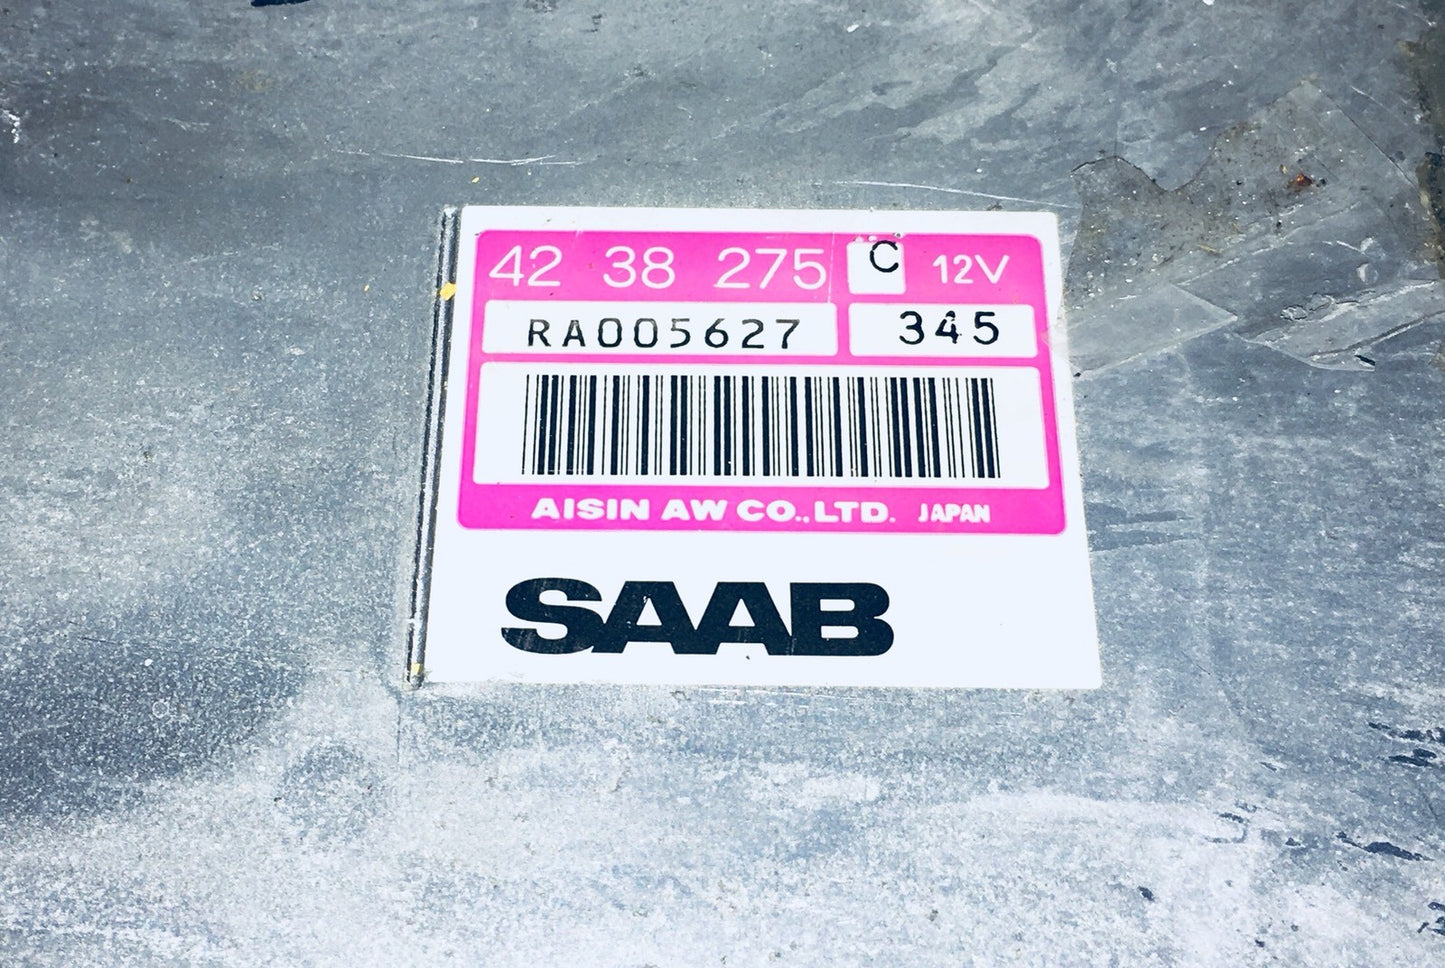 42 38 275 C 12V
RA005627 345
AISIN AW CO.,LTD. JAPAN
SAAB